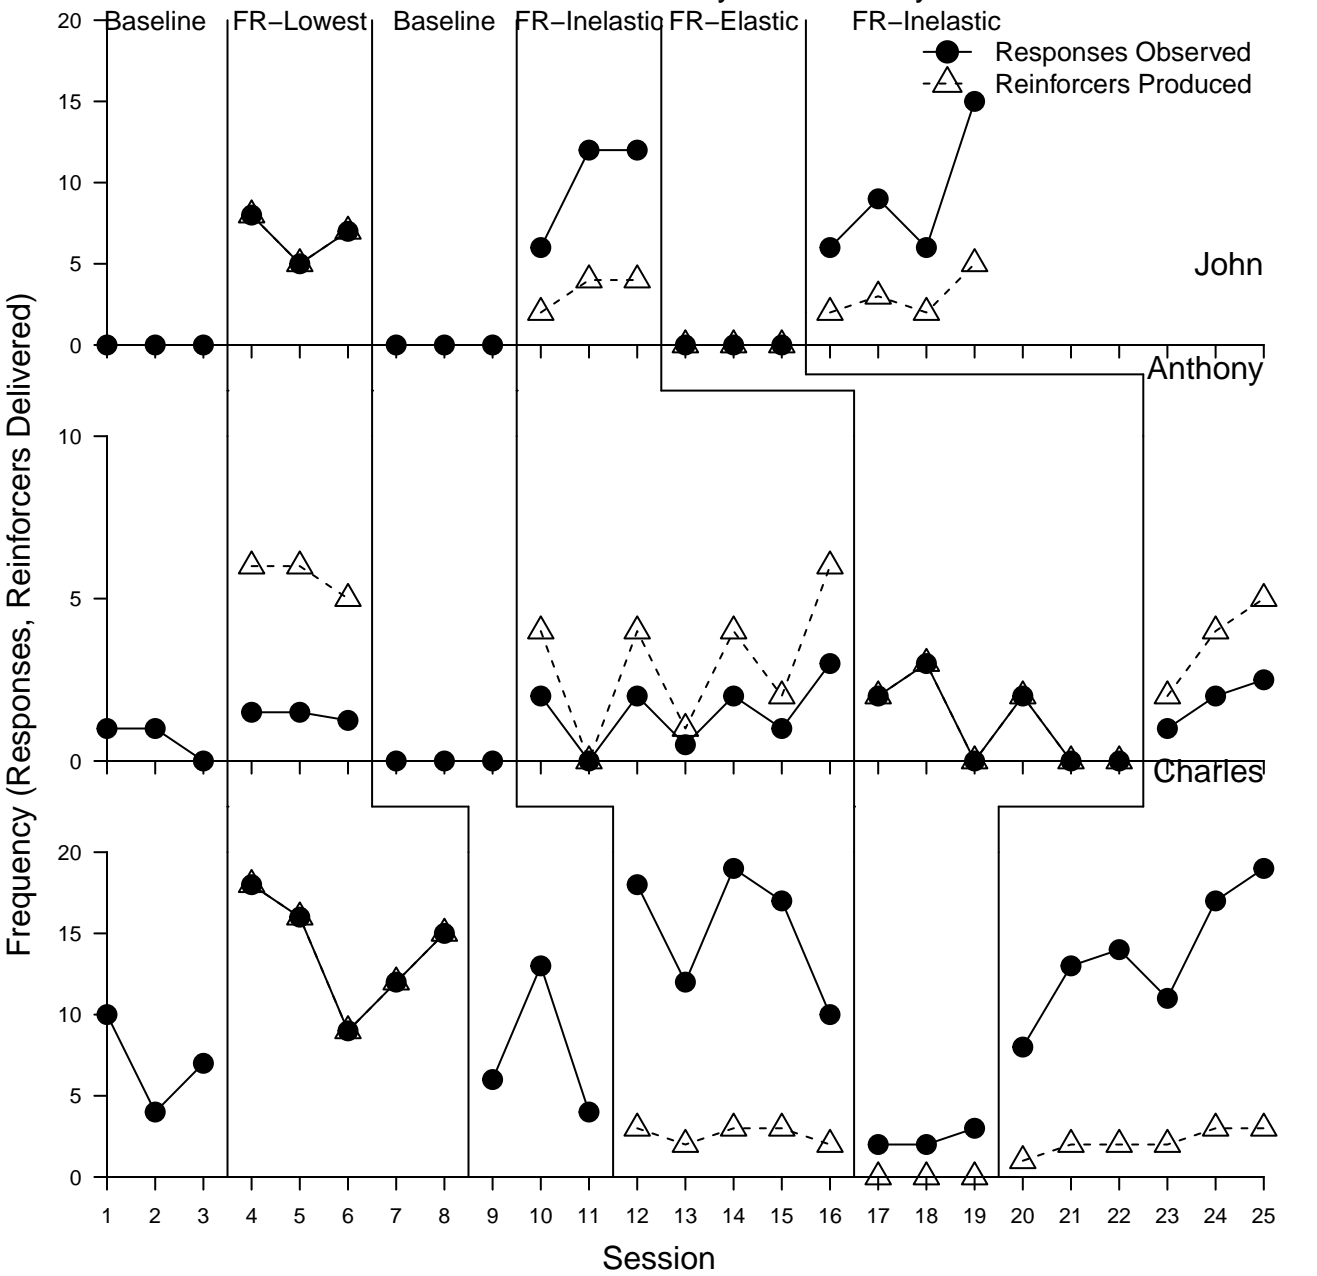 Baseline FR−Lowest Baseline FR−Inelastic FR−Elastic FR−Inelastic
Responses Observed
Reinforcers Produced
20
15
10
5
0
John
Anthony
10
5
0
Charles
20
15
10
5
0
1 2 3 4 5 6 7 8 9 10 11 12 13 14 15 16 17 18 19 20 21 22 23 24 25
Session
Frequency (Responses, Reinforcers Delivered)